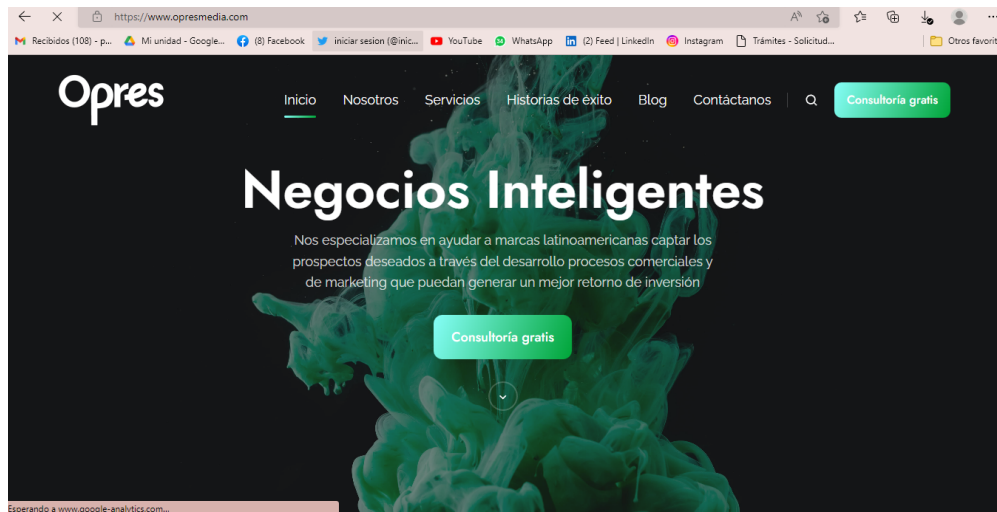 https://www.opresmedia.com
Recibidos (108) - p... Mi unidad - Google... (8) Facebook iniciar sesion (@inic... YouTube WhatsApp (2) Feed | LinkedIn Instagram Trámites - Solicitud... Otros favorit
Opres Inicio Nosotros Servicios Historias de éxito Blog Contáctanos Consultoría gratis
Negocios Inteligentes
Nos especializamos en ayudar a marcas latinoamericanas captar los
prospectos deseados a través del desarrollo procesos comerciales y
de marketing que puedan generar un mejor retorno de inversión
Consultoría gratis
Esperando a www.google-analytics.com...